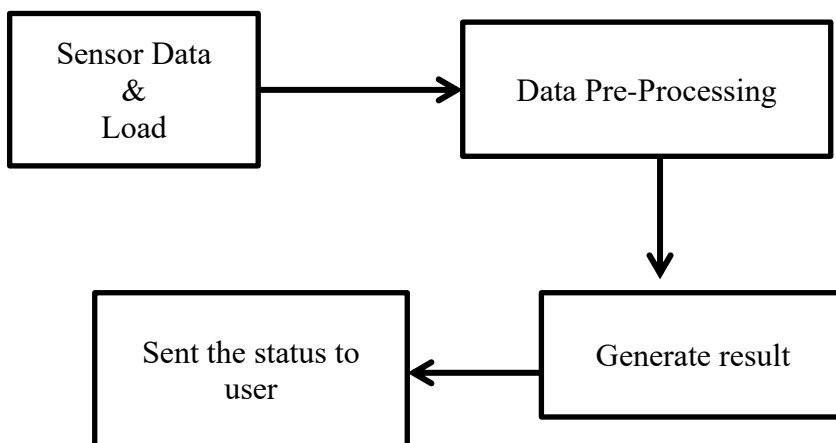 Sensor Data
&
Load
Data Pre-Processing
Generate result
Sent the status to
user